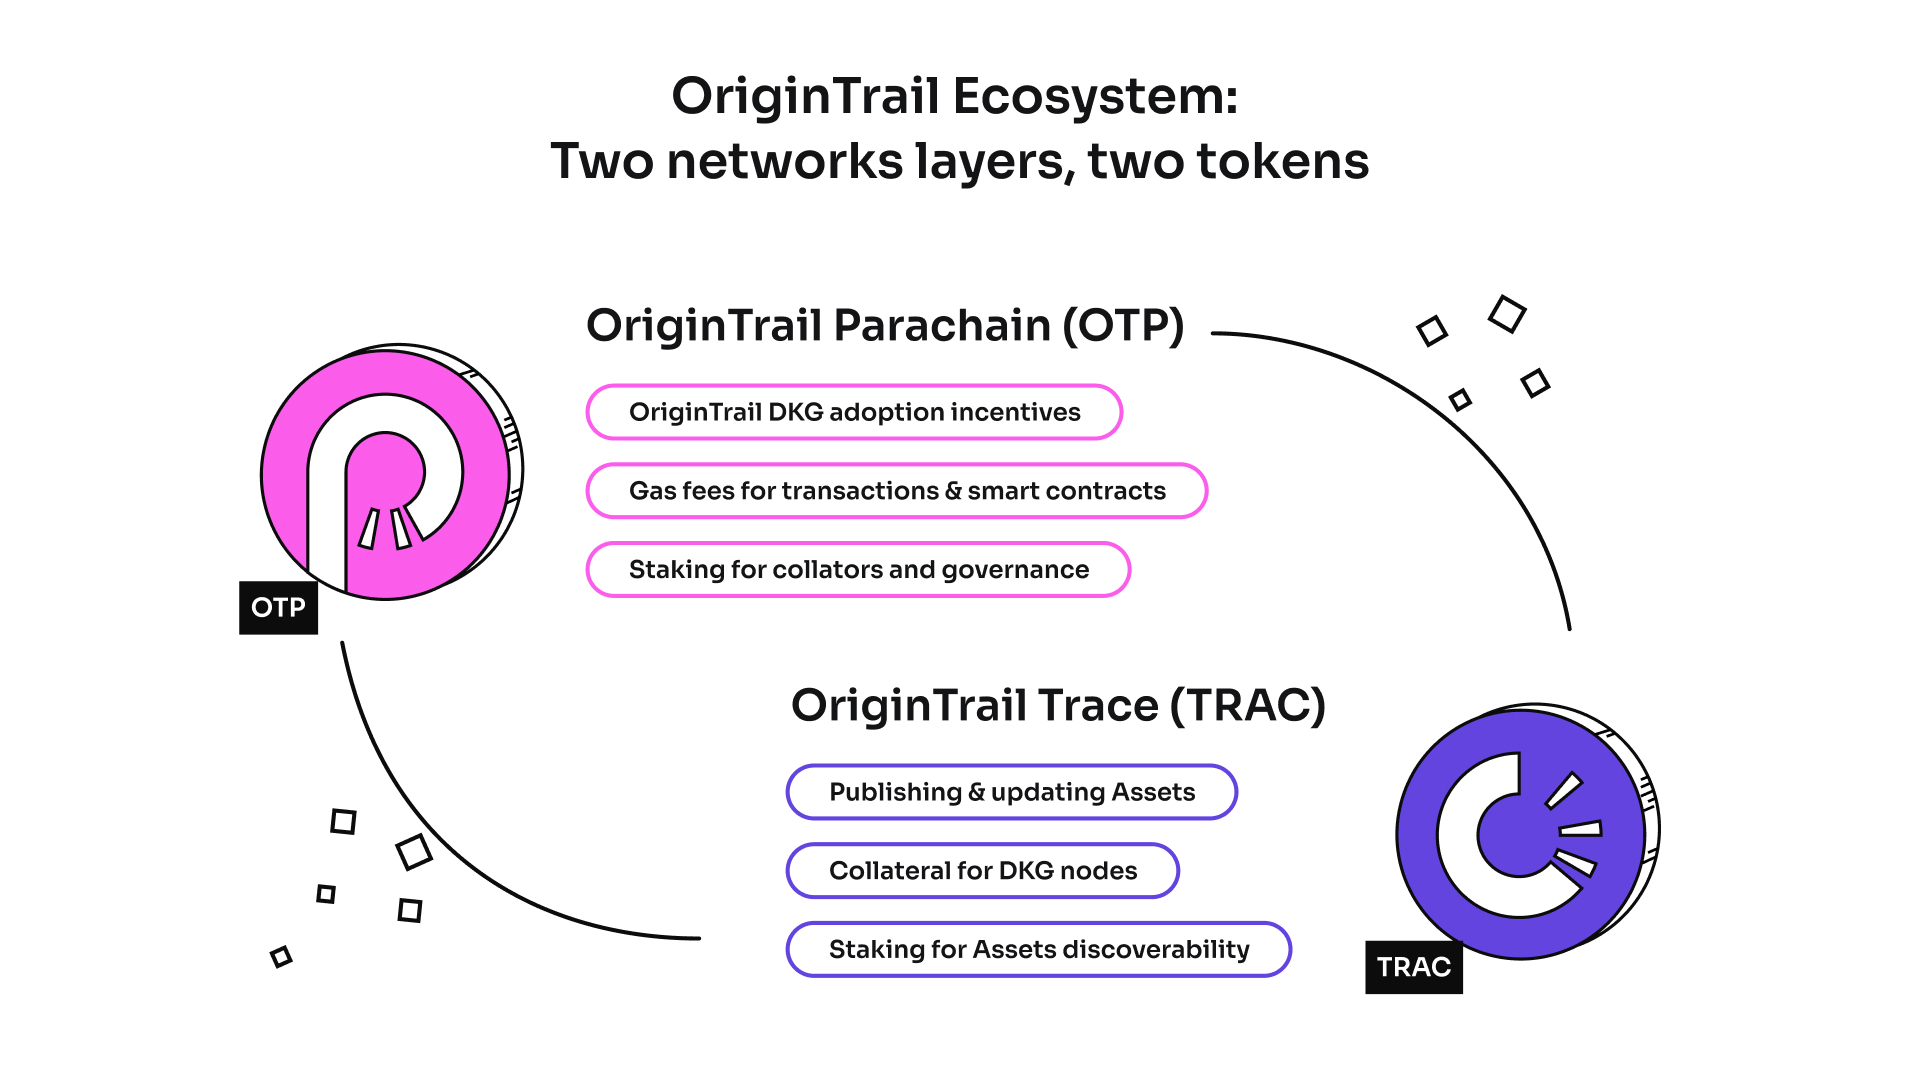 OriginTrail Ecosystem:
Two networks layers, two tokens
OriginTrail Parachain (OTP)
OriginTrail DKG adoption incentives
Gas fees for transactions & smart contracts
Staking for collators and governance
OTP
OriginTrail Trace (TRAC)
Publishing & updating Assets
Collateral for DKG nodes
Staking for Assets discoverability
TRAC